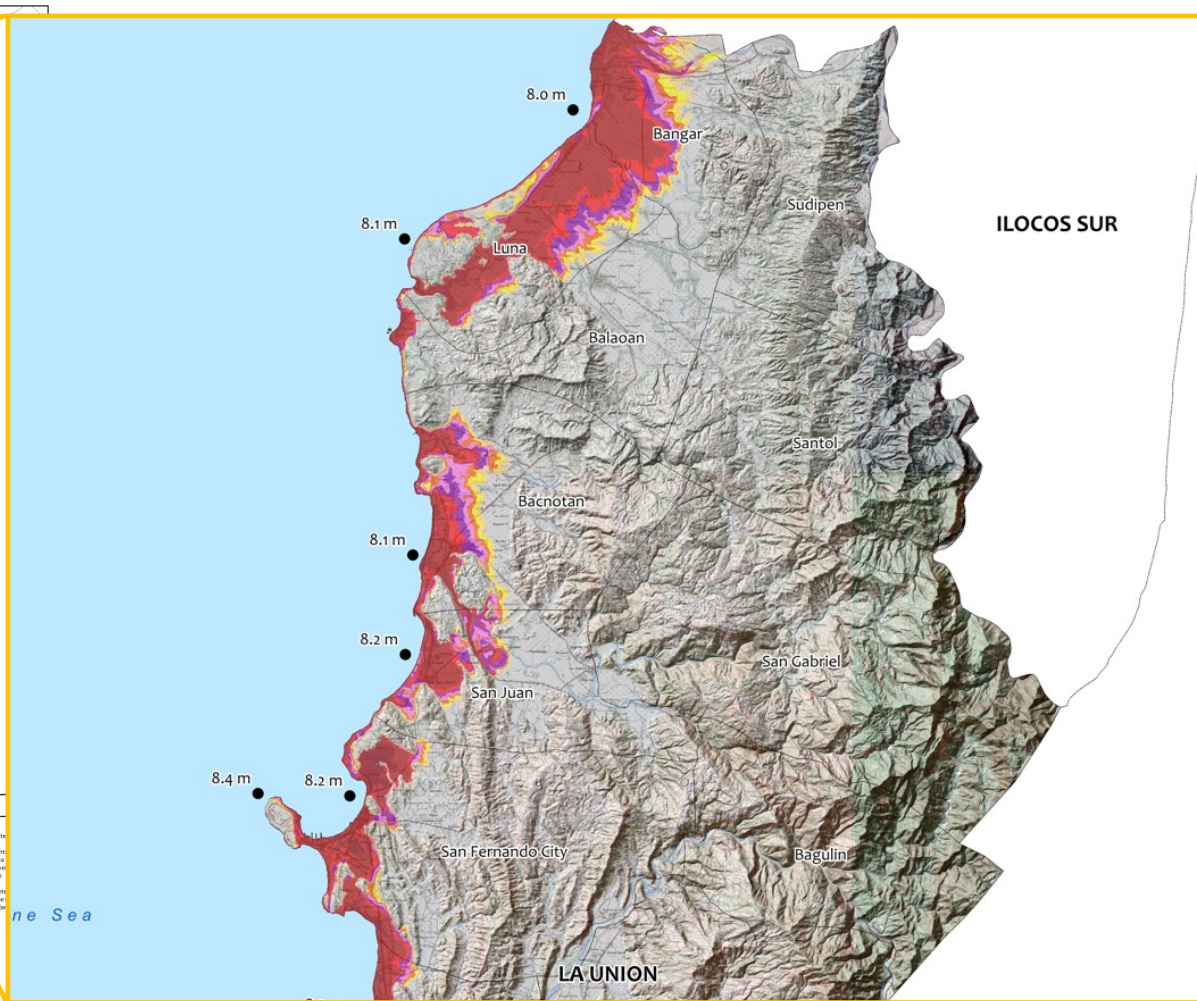 8.0 m
Bangar
Sudipen
8.1 m
ILOCOS SUR
Luna
Balaoan
Santol
Bacnotan
8.1 m
8.2 m
San Gabriel
San Juan
8.4 m
8.2 m
San Fernando City
Bagulin
ne Sea
LA UNION